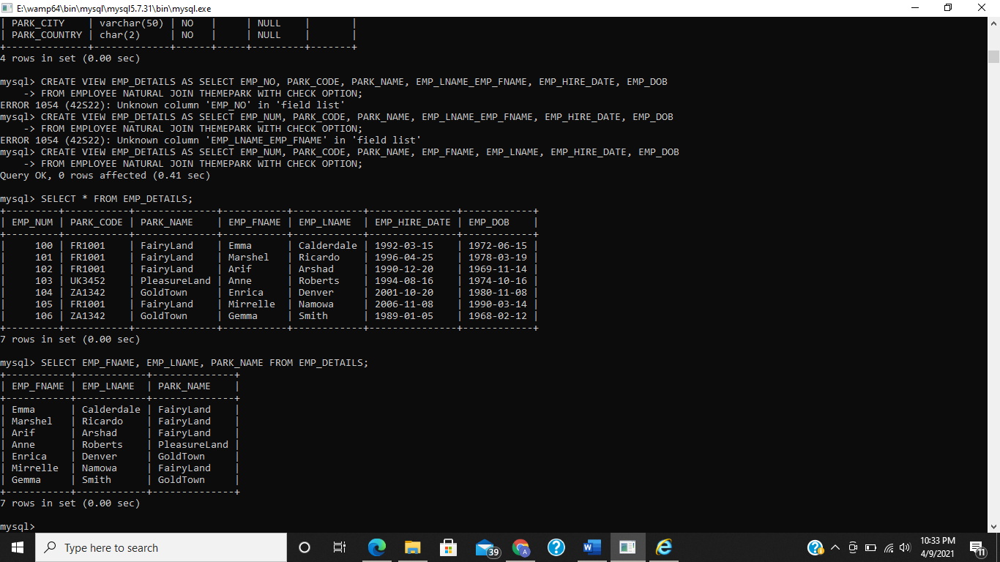 E:\wamp64\bin\mysql\mysql5.7.31\bin\mysql.exe
| PARK_CITY    | varchar(50) | NO   |     | NULL    |       |
| PARK_COUNTRY | char(2)     | NO   |     | NULL    |       |
+--------------+-------------+------+-----+---------+-------+
4 rows in set (0.00 sec)

mysql> CREATE VIEW EMP_DETAILS AS SELECT EMP_NO, PARK_CODE, PARK_NAME, EMP_LNAME_EMP_FNAME, EMP_HIRE_DATE, EMP_DOB
    -> FROM EMPLOYEE NATURAL JOIN THEMEPARK WITH CHECK OPTION;
ERROR 1054 (42S22): Unknown column 'EMP_NO' in 'field list'
mysql> CREATE VIEW EMP_DETAILS AS SELECT EMP_NUM, PARK_CODE, PARK_NAME, EMP_LNAME_EMP_FNAME, EMP_HIRE_DATE, EMP_DOB
    -> FROM EMPLOYEE NATURAL JOIN THEMEPARK WITH CHECK OPTION;
ERROR 1054 (42S22): Unknown column 'EMP_LNAME_EMP_FNAME' in 'field list'
mysql> CREATE VIEW EMP_DETAILS AS SELECT EMP_NUM, PARK_CODE, PARK_NAME, EMP_FNAME, EMP_LNAME, EMP_HIRE_DATE, EMP_DOB
    -> FROM EMPLOYEE NATURAL JOIN THEMEPARK WITH CHECK OPTION;
Query OK, 0 rows affected (0.41 sec)

mysql> SELECT * FROM EMP_DETAILS;
+---------+-----------+--------------+-----------+------------+---------------+------------+
| EMP_NUM | PARK_CODE | PARK_NAME    | EMP_FNAME | EMP_LNAME  | EMP_HIRE_DATE | EMP_DOB    |
+---------+-----------+--------------+-----------+------------+---------------+------------+
|     100 | FR1001    | FairyLand    | Emma      | Calderdale | 1992-03-15    | 1972-06-15 |
|     101 | FR1001    | FairyLand    | Marshel   | Ricardo    | 1996-04-25    | 1978-03-19 |
|     102 | FR1001    | FairyLand    | Arif      | Arshad     | 1990-12-20    | 1969-11-14 |
|     103 | UK3452    | PleasureLand | Anne      | Roberts    | 1994-08-16    | 1974-10-16 |
|     104 | ZA1342    | GoldTown     | Enrica    | Denver     | 2001-10-20    | 1980-11-08 |
|     105 | FR1001    | FairyLand    | Mirrelle  | Namowa     | 2006-11-08    | 1990-03-14 |
|     106 | ZA1342    | GoldTown     | Gemma     | Smith      | 1989-01-05    | 1968-02-12 |
+---------+-----------+--------------+-----------+------------+---------------+------------+
7 rows in set (0.00 sec)

mysql> SELECT EMP_FNAME, EMP_LNAME, PARK_NAME FROM EMP_DETAILS;
+-----------+------------+--------------+
| EMP_FNAME | EMP_LNAME  | PARK_NAME    |
+-----------+------------+--------------+
| Emma      | Calderdale | FairyLand    |
| Marshel   | Ricardo    | FairyLand    |
| Arif      | Arshad     | FairyLand    |
| Anne      | Roberts    | PleasureLand |
| Enrica    | Denver     | GoldTown     |
| Mirrelle  | Namowa     | FairyLand    |
| Gemma     | Smith      | GoldTown     |
+-----------+------------+--------------+
7 rows in set (0.00 sec)

mysql>
Type here to search
39
A
W
10:33 PM
4/9/2021
11